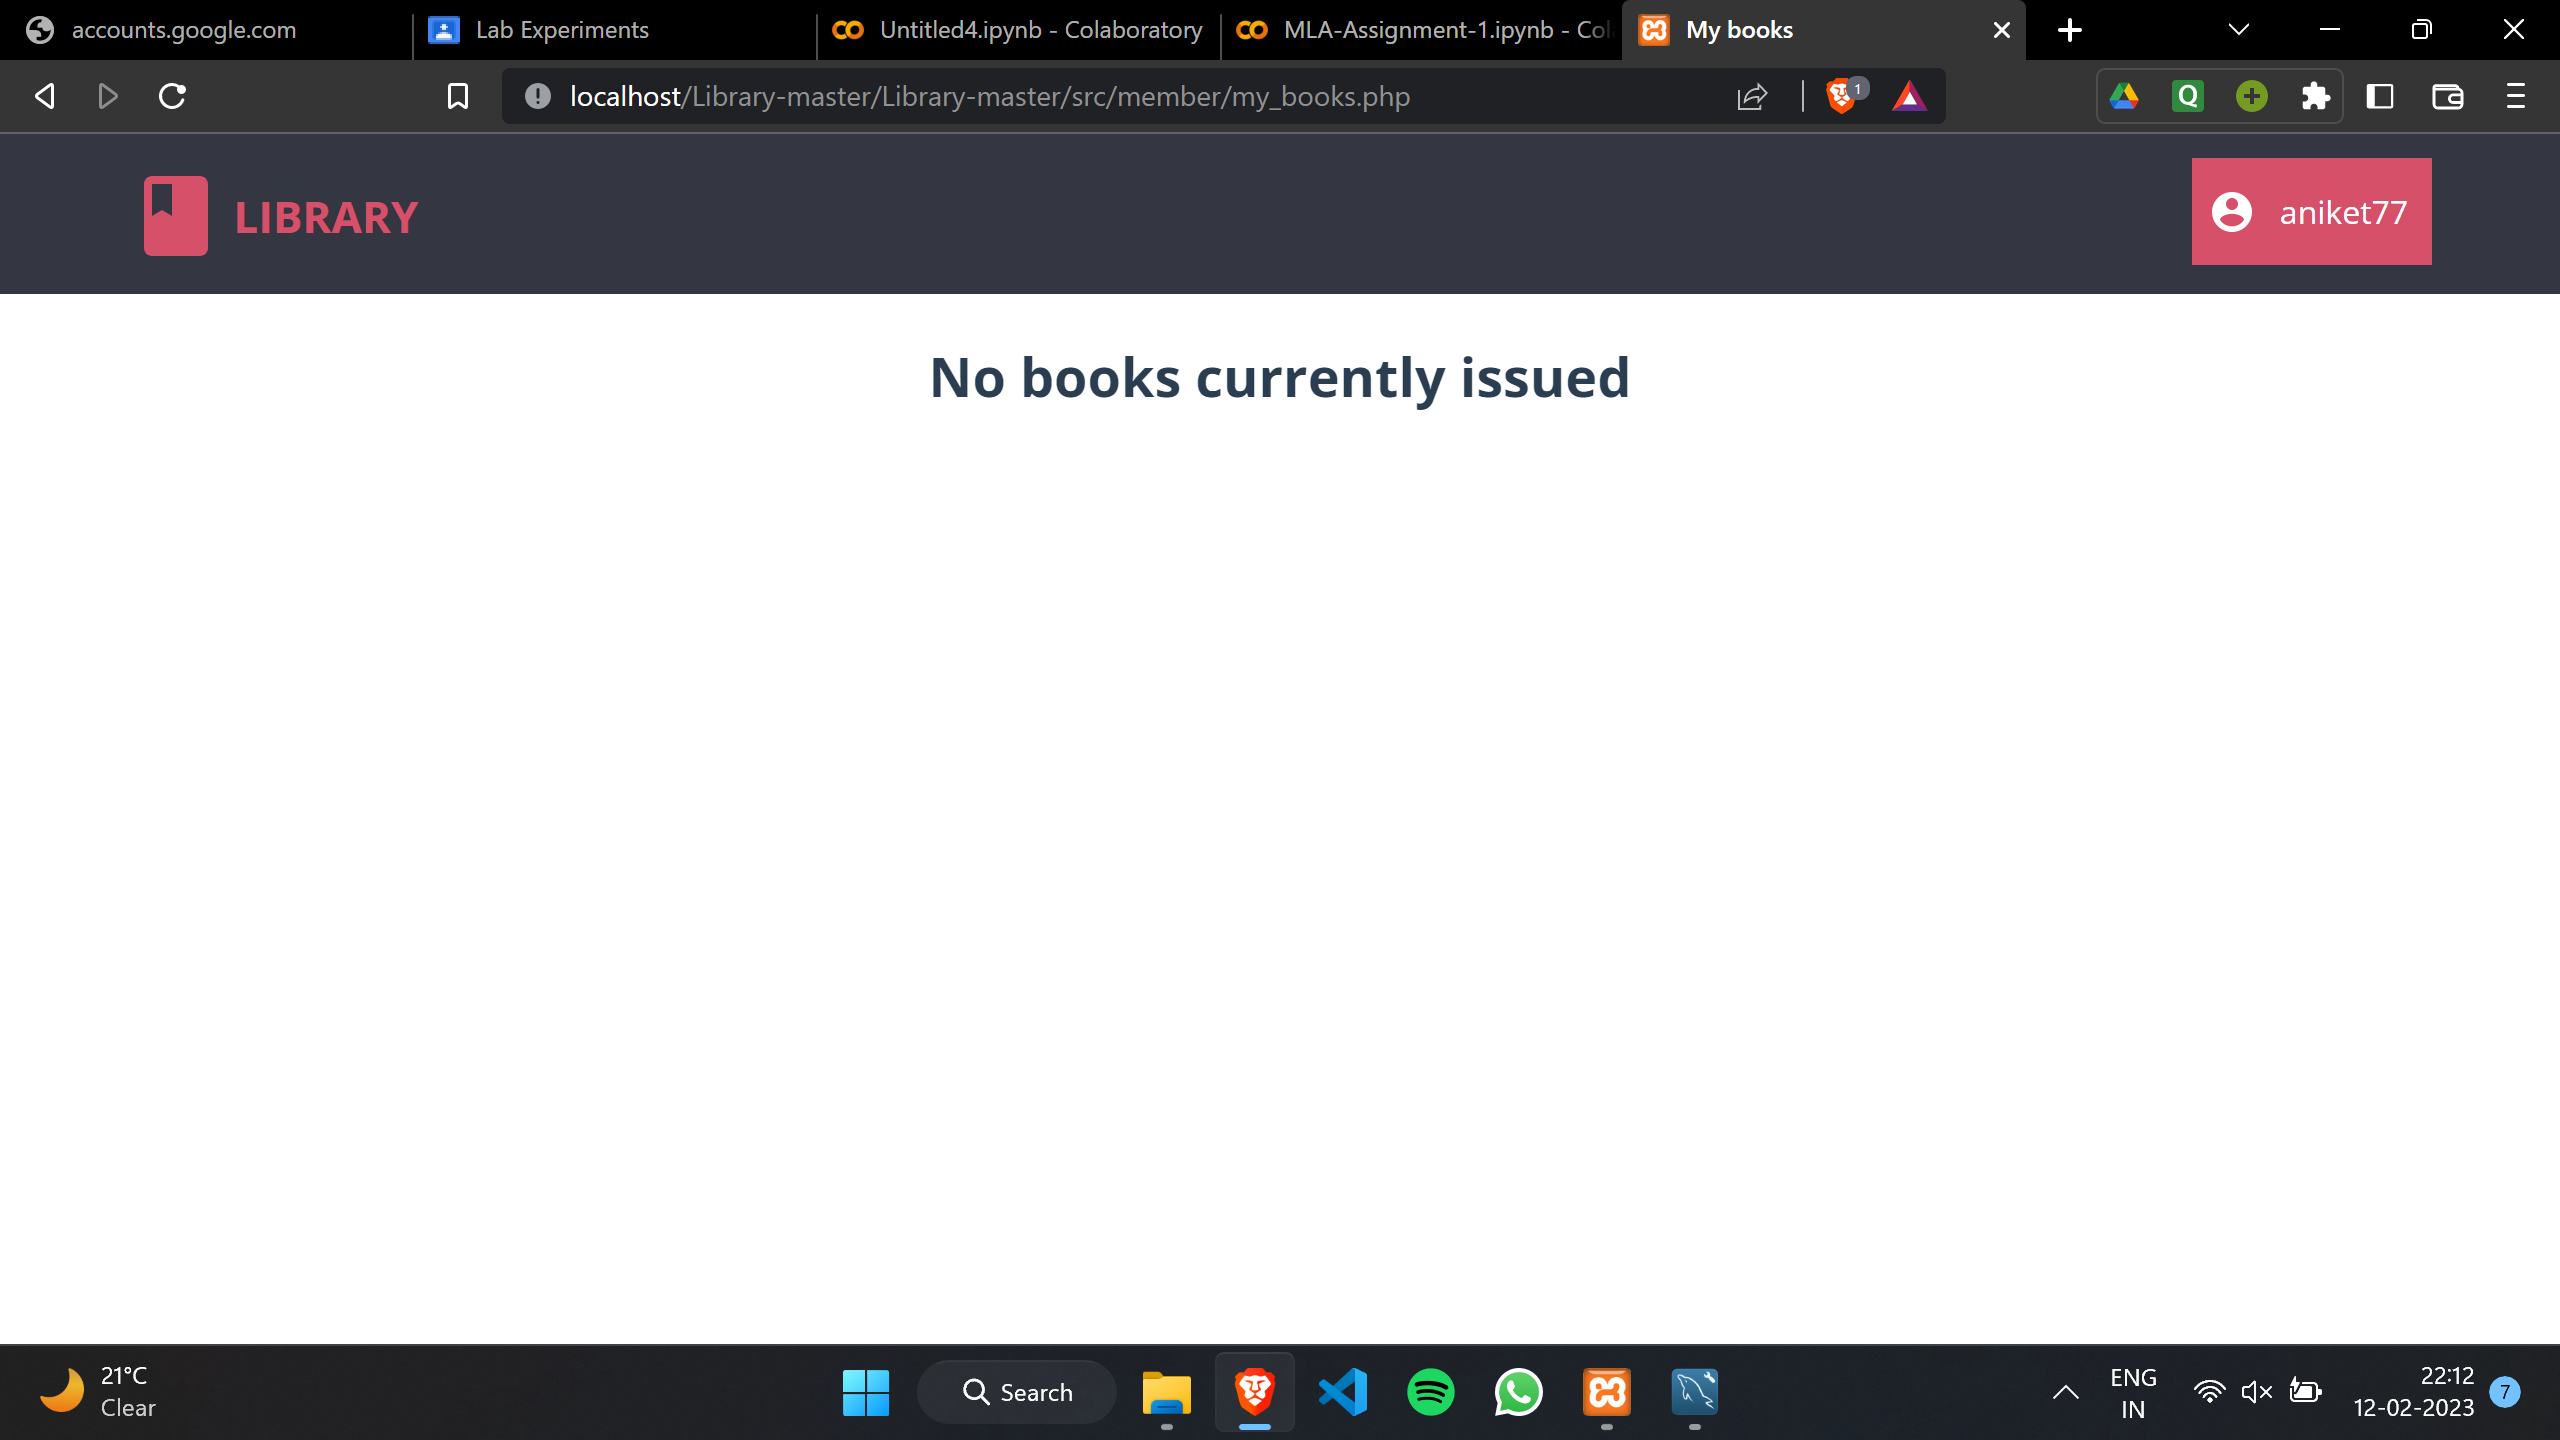 accounts.google.com
Lab Experiments
Untitled4.ipynb - Colaboratory
MLA-Assignment-1.ipynb - Col
My books
localhost/Library-master/Library-master/src/member/my_books.php
1
Q
LIBRARY
aniket77
No books currently issued
21°C
Clear
Search
ENG
IN
22:12
12-02-2023
7